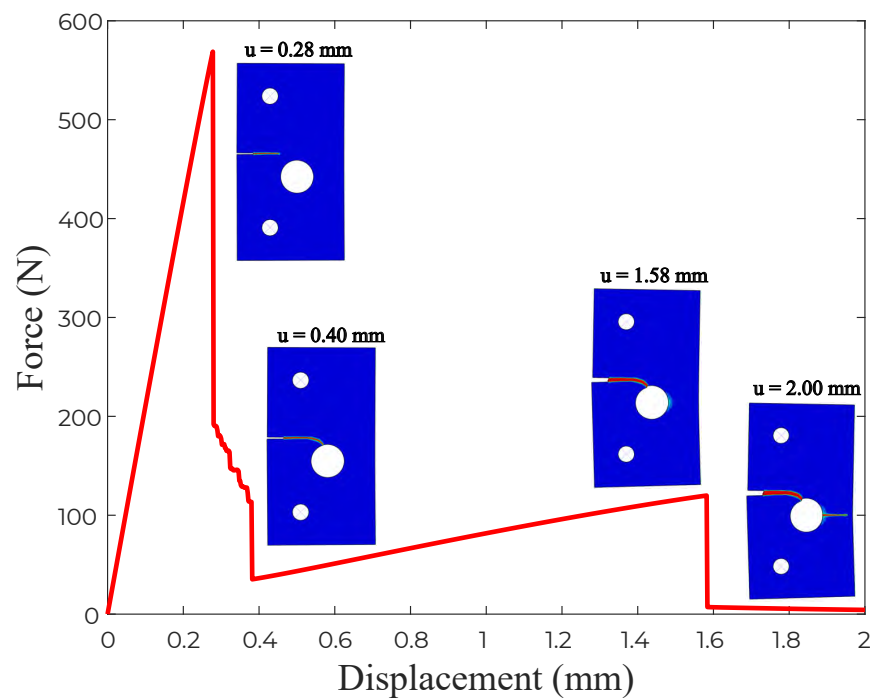 600
500
400
300
200
100
0
Force (N)
u = 0.28 mm
u = 0.40 mm
u = 1.58 mm
u = 2.00 mm
0 0.2 0.4 0.6 0.8 1 1.2 1.4 1.6 1.8 2
Displacement (mm)